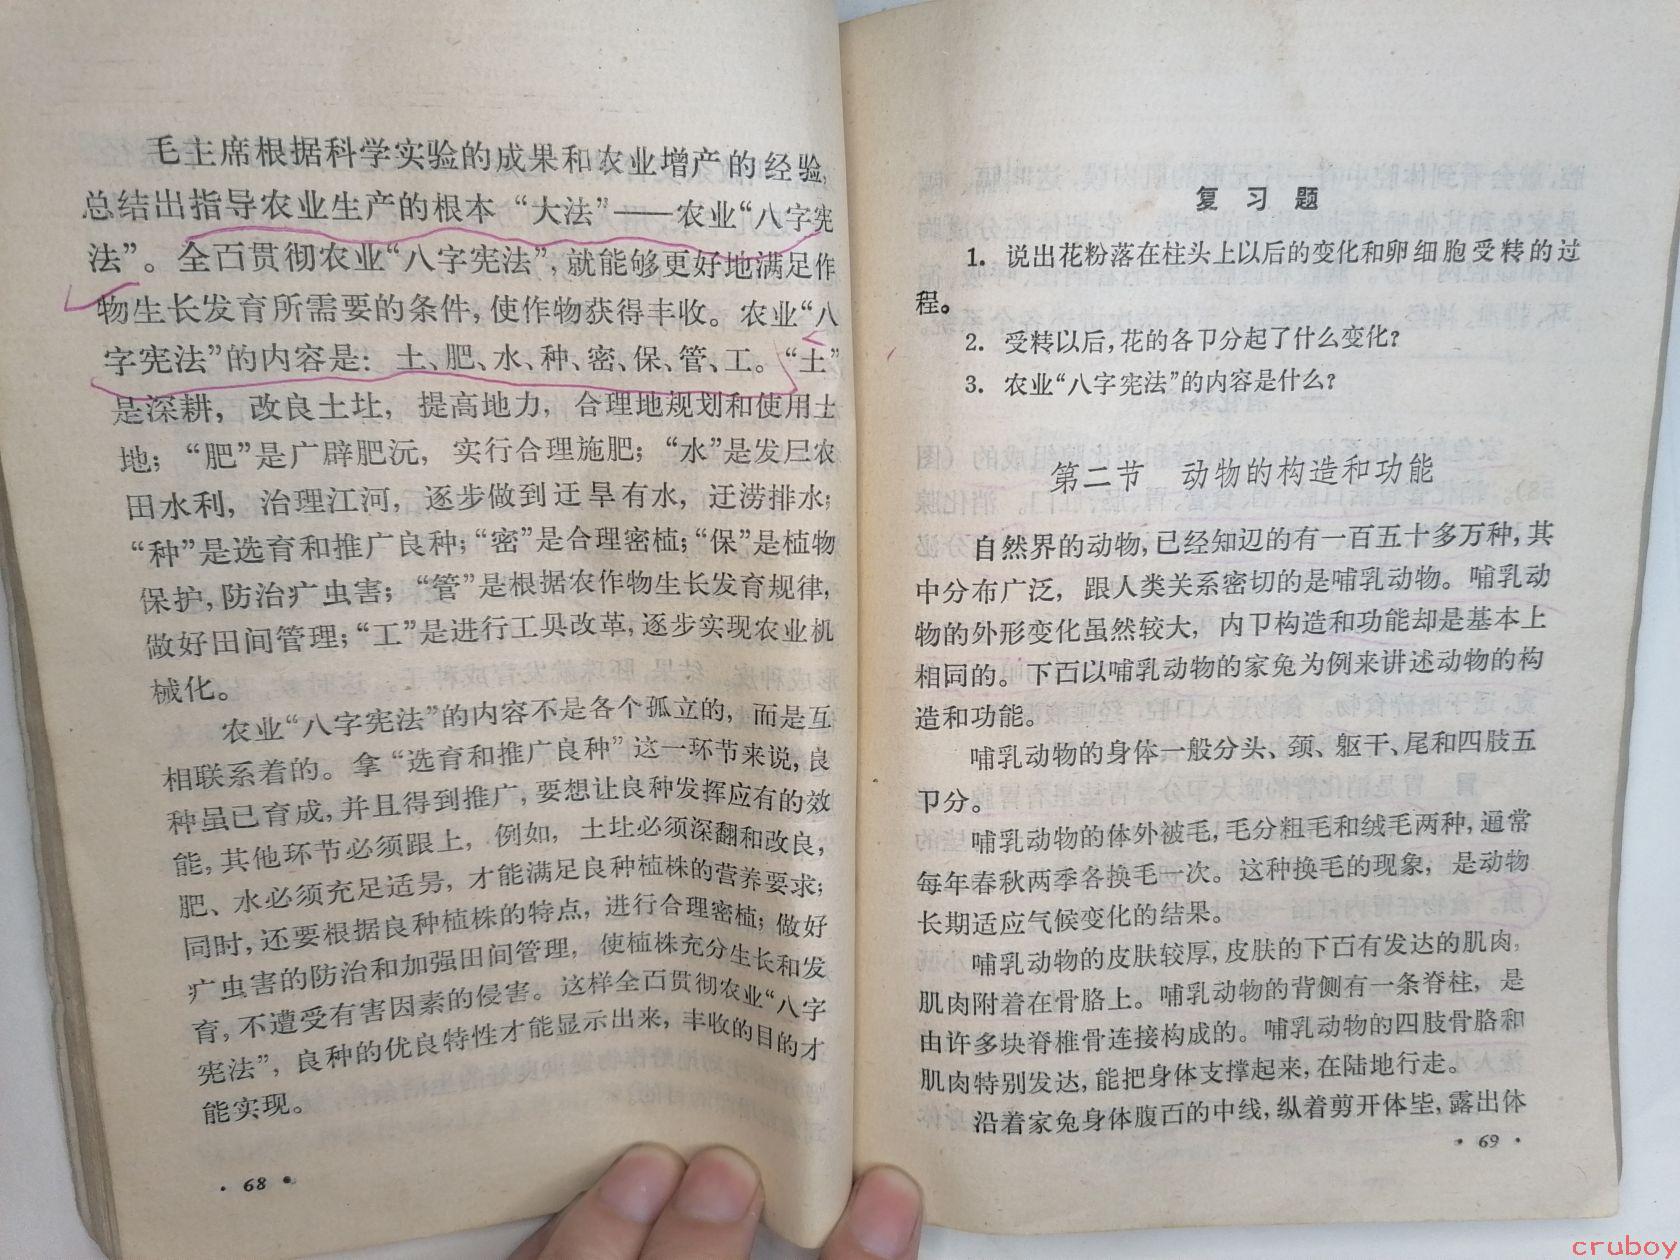 毛主席根据科学实验的成果和农业增产的经验,
总结出指导农业生产的根本“大法”——农业“八字宪
法”。全百贯彻农业“八字宪法”,就能够更好地满足作
物生长发育所需要的条件,使作物获得丰收。农业“八
字宪法”的内容是：土、肥、水、种、密、保、管、工。“土”
是深耕，改良土圵，提高地力，合理地规划和使用土
地；“肥”是广辟肥沅，实行合理施肥；“水”是发尸农
田水利，治理江河，逐步做到迂旱有水，迂涝排水；
“种”是选育和推广良种；“密”是合理密植；“保”是植物
保护,防治疒虫害；“管”是根据农作物生长发育规律,
做好田间管理；“工”是进行工具改革,逐步实现农业机
械化。
农业“八字宪法”的内容不是各个孤立的，而是互
相联系着的。拿“选育和推广良种”这一环节来说,良
种虽已育成,并且得到推广,要想让良种发挥应有的效
能,其他环节必须跟上，例如，土圵必须深翻和改良,
肥、水必须充足适昜，才能满足良种植株的营养要求；
同时,还要根据良种植株的特点，进行合理密植；做好
疒虫害的防治和加强田间管理，使植株充分生长和发
育,不遭受有害因素的侵害。这样全百贯彻农业“八字
宪法”，良种的优良特性才能显示出来，丰收的目的才
能实现。
· 68 ·
复习题
1. 说出花粉落在柱头上以后的变化和卵细胞受精的过
程。
2. 受精以后,花的各卩分起了什么变化？
3. 农业“八字宪法”的内容是什么？
第二节　动物的构造和功能
自然界的动物,已经知辺的有一百五十多万种,其
中分布广泛，跟人类关系密切的是哺乳动物。哺乳动
物的外形变化虽然较大，内卩构造和功能却是基本上
相同的。下百以哺乳动物的家兔为例来讲述动物的构
造和功能。
哺乳动物的身体一般分头、颈、躯干、尾和四肢五
卩分。
哺乳动物的体外被毛,毛分粗毛和绒毛两种,通常
每年春秋两季各换毛一次。这种换毛的现象，是动物
长期适应气候变化的结果。
哺乳动物的皮肤较厚,皮肤的下百有发达的肌肉,
肌肉附着在骨胳上。哺乳动物的背侧有一条脊柱，是
由许多块脊椎骨连接构成的。哺乳动物的四肢骨胳和
肌肉特别发达,能把身体支撑起来,在陆地行走。
沿着家兔身体腹百的中线,纵着剪开体坒,露出体
· 69 ·
cruboy